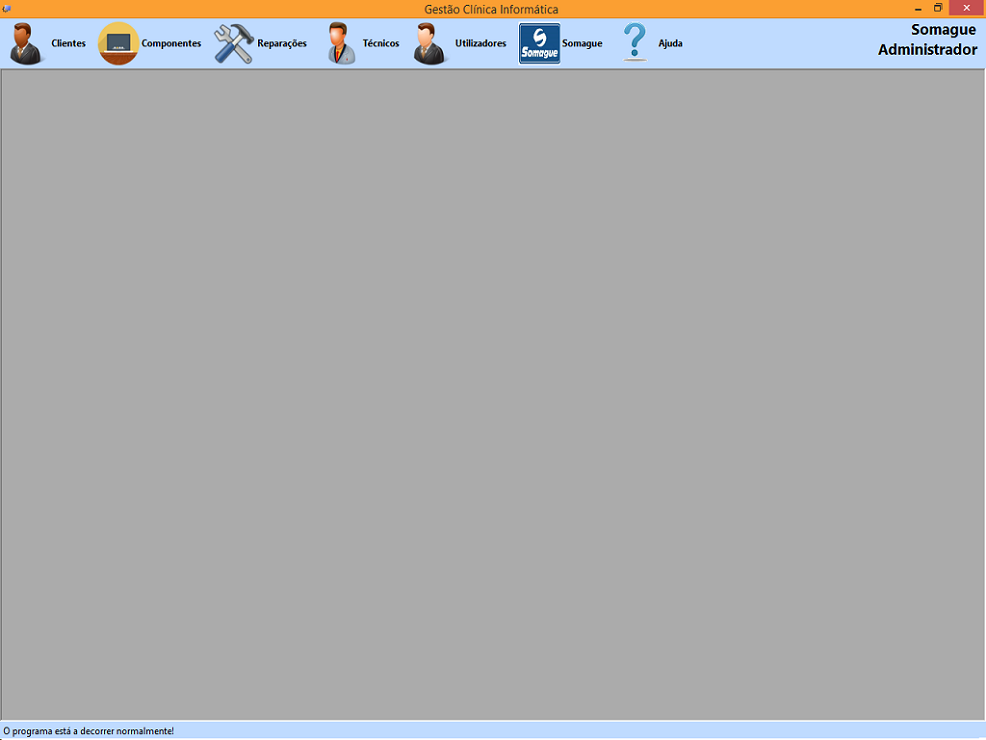 Gestão Clínica Informática
Clientes
Componentes
Reparações
Técnicos
Utilizadores
Somague
Somague
Ajuda
Somague
Administrador
O programa está a decorrer normalmente!